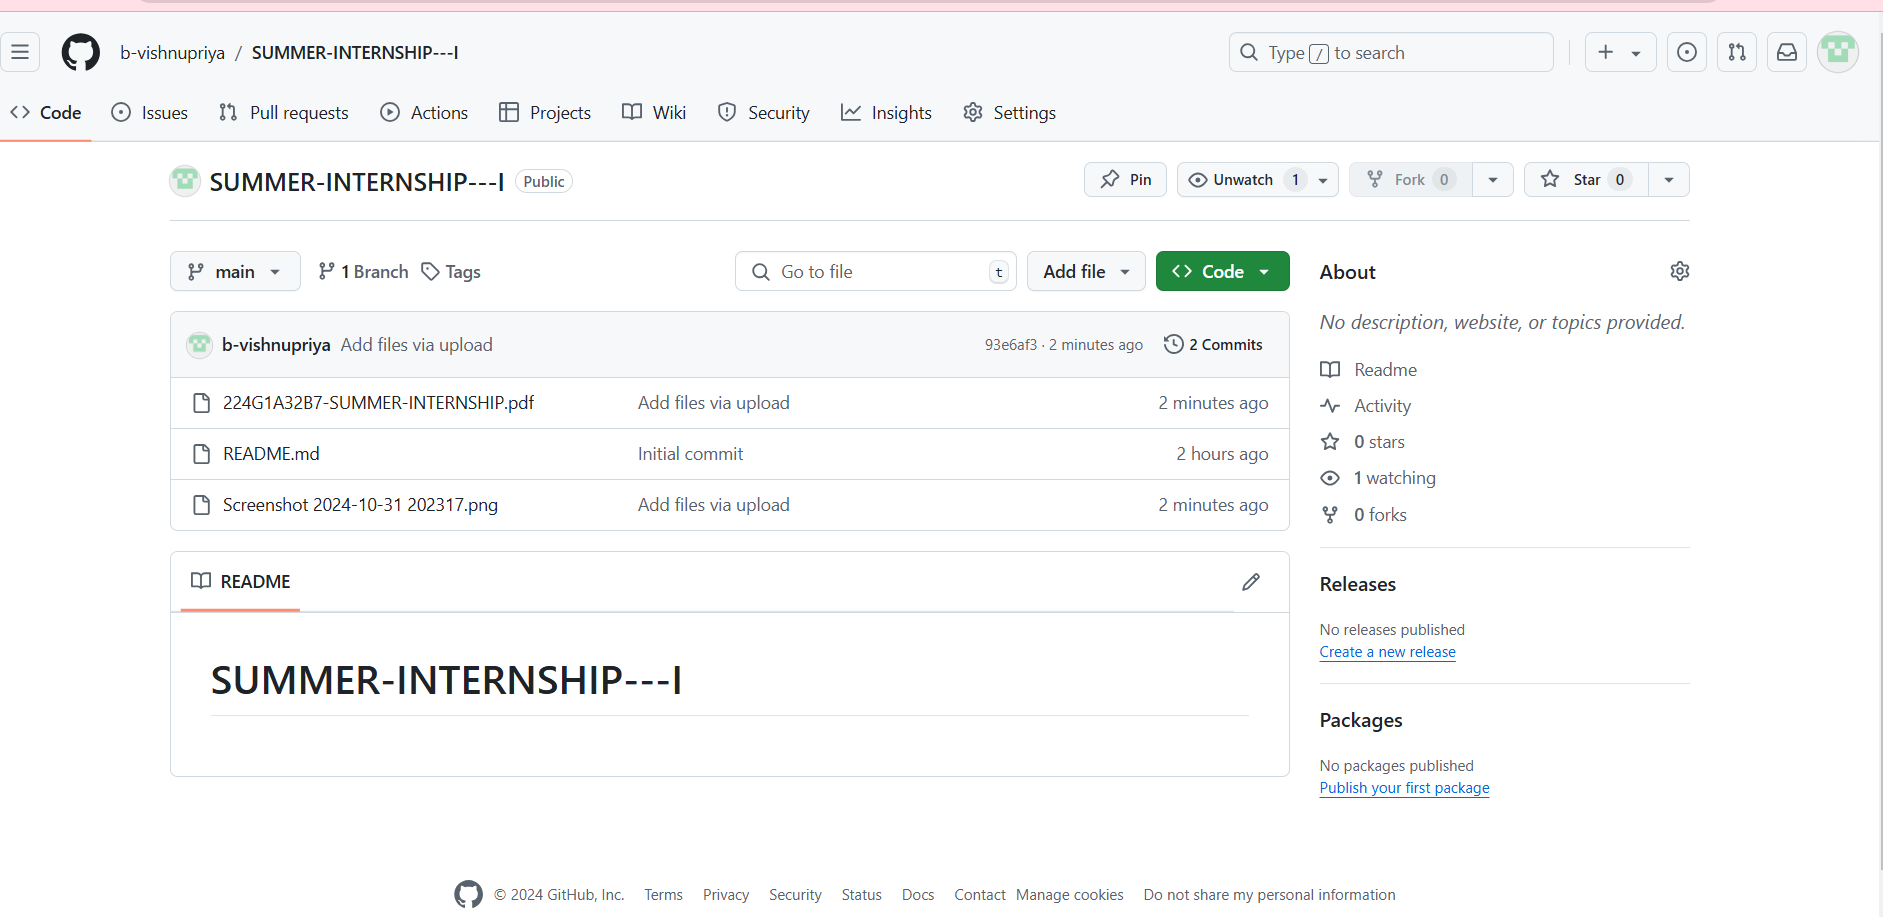 b-vishnupriya / SUMMER-INTERNSHIP---I
Type / to search
Code Issues Pull requests Actions Projects Wiki Security Insights Settings
SUMMER-INTERNSHIP---I Public
Pin Unwatch 1 Fork 0 Star 0
main 1 Branch Tags Go to file t Add file Code
b-vishnupriya Add files via upload 93e6af3 · 2 minutes ago 2 Commits
224G1A32B7-SUMMER-INTERNSHIP.pdf Add files via upload 2 minutes ago
README.md Initial commit 2 hours ago
Screenshot 2024-10-31 202317.png Add files via upload 2 minutes ago
README
SUMMER-INTERNSHIP---I
About
No description, website, or topics provided.
Readme
Activity
0 stars
1 watching
0 forks
Releases
No releases published
Create a new release
Packages
No packages published
Publish your first package
© 2024 GitHub, Inc. Terms Privacy Security Status Docs Contact Manage cookies Do not share my personal information